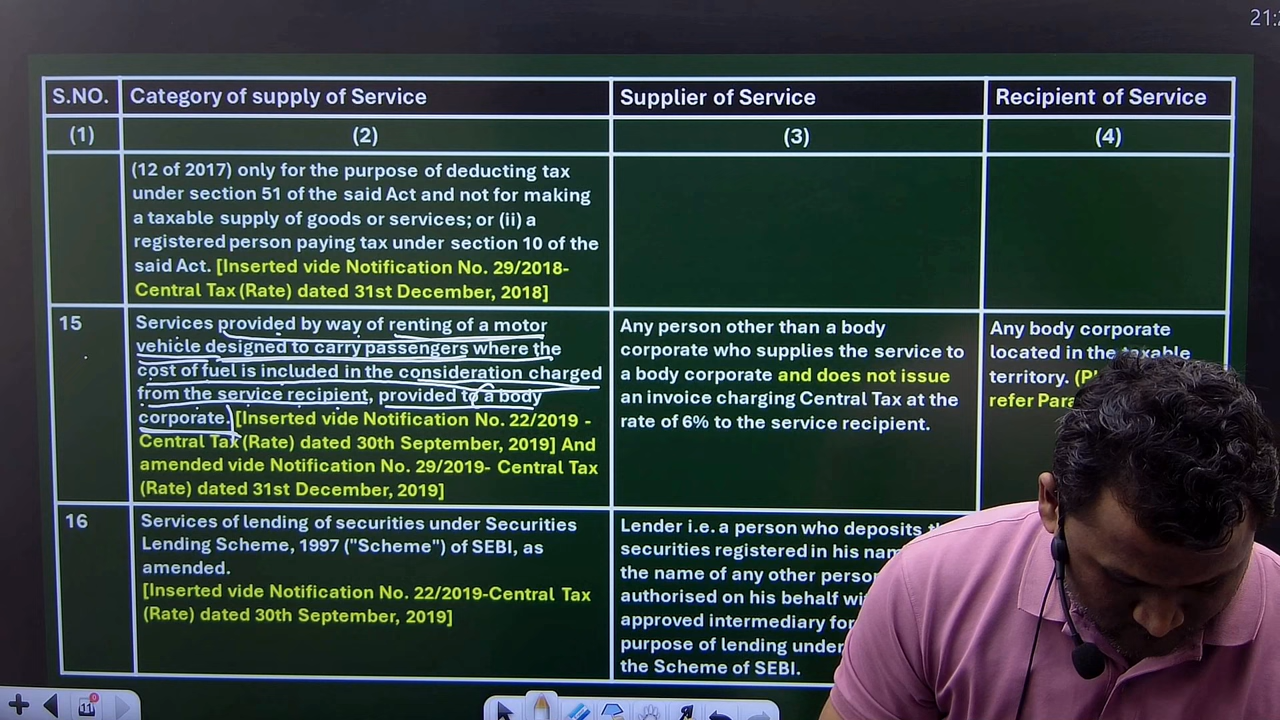 21:
S.NO. Category of supply of Service Supplier of Service Recipient of Service
(1) (2) (3) (4)
(12 of 2017) only for the purpose of deducting tax
under section 51 of the said Act and not for making
a taxable supply of goods or services; or (ii) a
registered person paying tax under section 10 of the
said Act. [Inserted vide Notification No. 29/2018-
Central Tax (Rate) dated 31st December, 2018]
15
Services provided by way of renting of a motor
vehicle designed to carry passengers where the
cost of fuel is included in the consideration charged
from the service recipient, provided to a body
corporate. [Inserted vide Notification No. 22/2019 -
Central Tax (Rate) dated 30th September, 2019] And
amended vide Notification No. 29/2019- Central Tax
(Rate) dated 31st December, 2019]
Any person other than a body
corporate who supplies the service to
a body corporate and does not issue
an invoice charging Central Tax at the
rate of 6% to the service recipient.
Any body corporate
located in the taxable
territory.
refer
16
Services of lending of securities under Securities
Lending Scheme, 1997 ("Scheme") of SEBI, as
amended.
[Inserted vide Notification No. 22/2019-Central Tax
(Rate) dated 30th September, 2019]
Lender i.e. a person who deposits
securities registered in his
the name of any other
authorised on his behalf
approved intermediary for
purpose of lending under
the Scheme of SEBI.
11